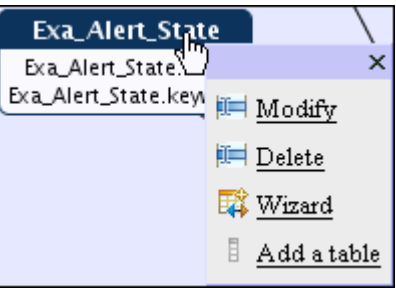 Exa_Alert_State
Exa_Alert_State.
Exa_Alert_State.keyw
Modify
Delete
Wizard
Add a table